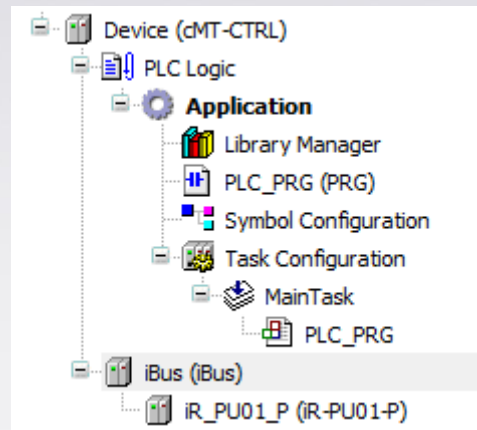 Device (cMT-CTRL)
PLC Logic
Application
Library Manager
PLC_PRG (PRG)
Symbol Configuration
Task Configuration
MainTask
PLC_PRG
iBus (iBus)
iR_PU01_P (iR-PU01-P)